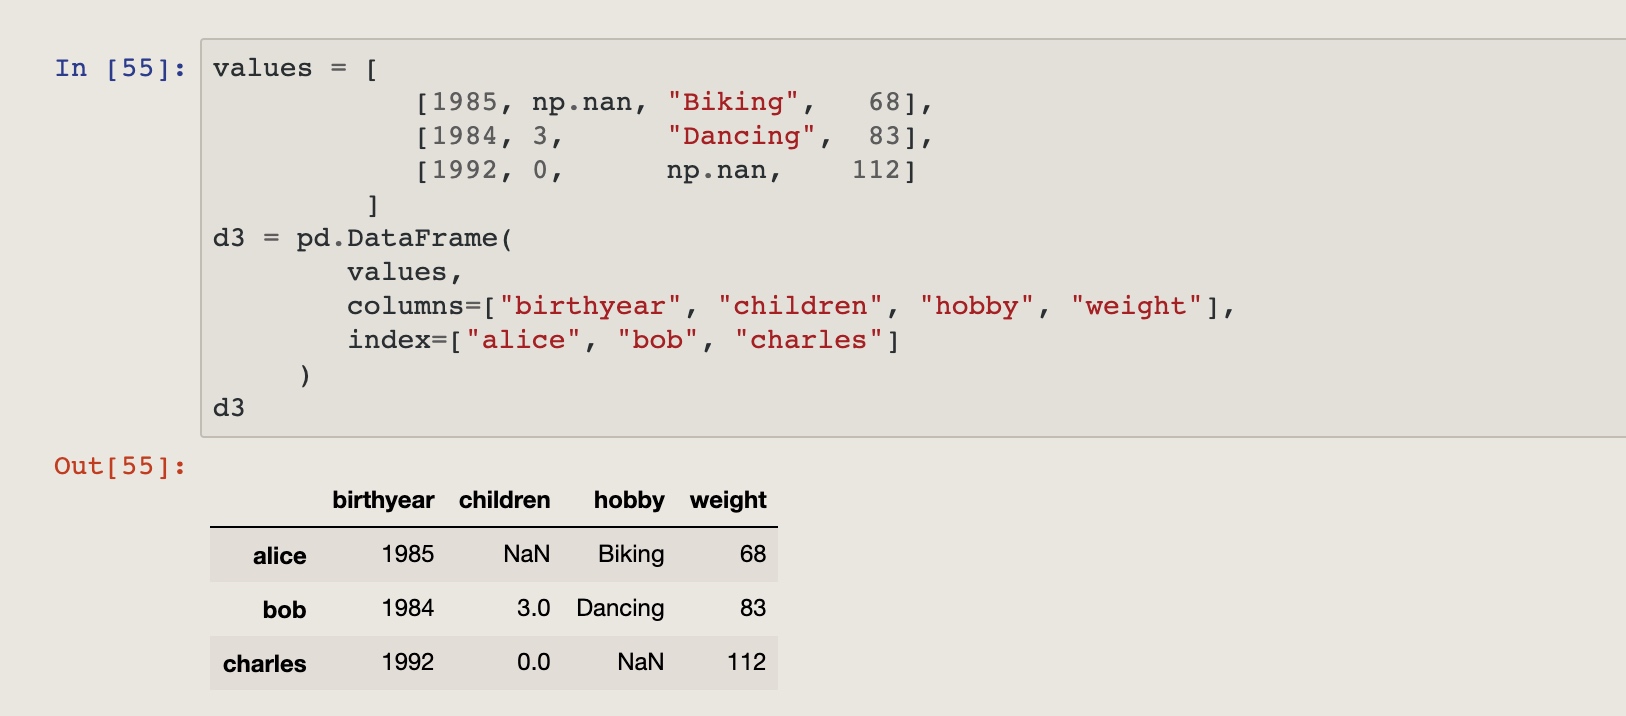 In [55]: values = [
            [1985, np.nan, "Biking",   68],
            [1984, 3,      "Dancing",  83],
            [1992, 0,      np.nan,    112]
         ]
d3 = pd.DataFrame(
        values,
        columns=["birthyear", "children", "hobby", "weight"],
        index=["alice", "bob", "charles"]
     )
d3
Out[55]:
birthyear children hobby weight
alice 1985 NaN Biking 68
bob 1984 3.0 Dancing 83
charles 1992 0.0 NaN 112